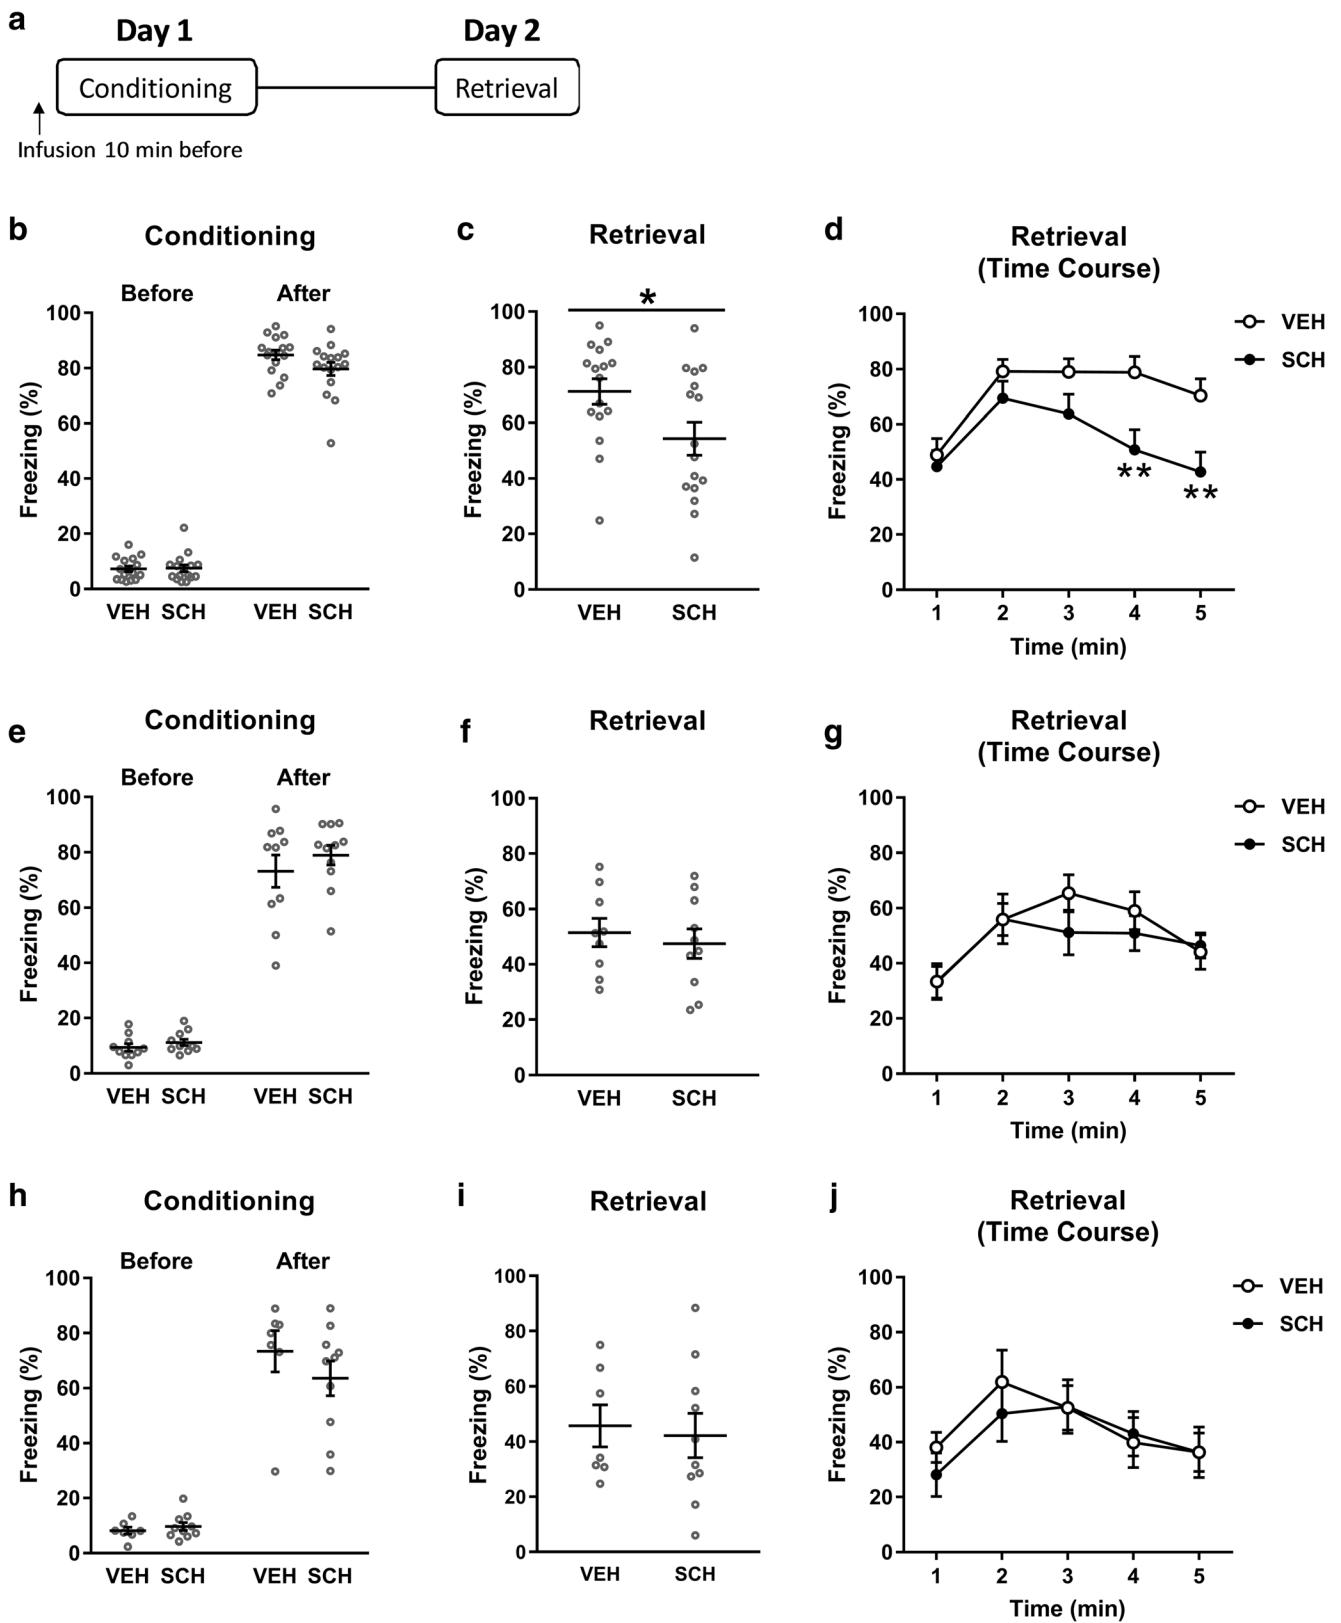 a
Day 1
Day 2
Conditioning
Retrieval
Infusion 10 min before
b
Conditioning
Before
After
Freezing (%)
100
80
60
40
20
0
VEH SCH VEH SCH
c
Retrieval
*
Freezing (%)
100
80
60
40
20
0
VEH SCH
d
Retrieval
(Time Course)
Freezing (%)
100
80
60
40
20
0
**
**
1 2 3 4 5
Time (min)
VEH
SCH
e
Conditioning
Before
After
Freezing (%)
100
80
60
40
20
0
VEH SCH VEH SCH
f
Retrieval
Freezing (%)
100
80
60
40
20
0
VEH SCH
g
Retrieval
(Time Course)
Freezing (%)
100
80
60
40
20
0
1 2 3 4 5
Time (min)
VEH
SCH
h
Conditioning
Before
After
Freezing (%)
100
80
60
40
20
0
VEH SCH VEH SCH
i
Retrieval
Freezing (%)
100
80
60
40
20
0
VEH SCH
j
Retrieval
(Time Course)
Freezing (%)
100
80
60
40
20
0
1 2 3 4 5
Time (min)
VEH
SCH